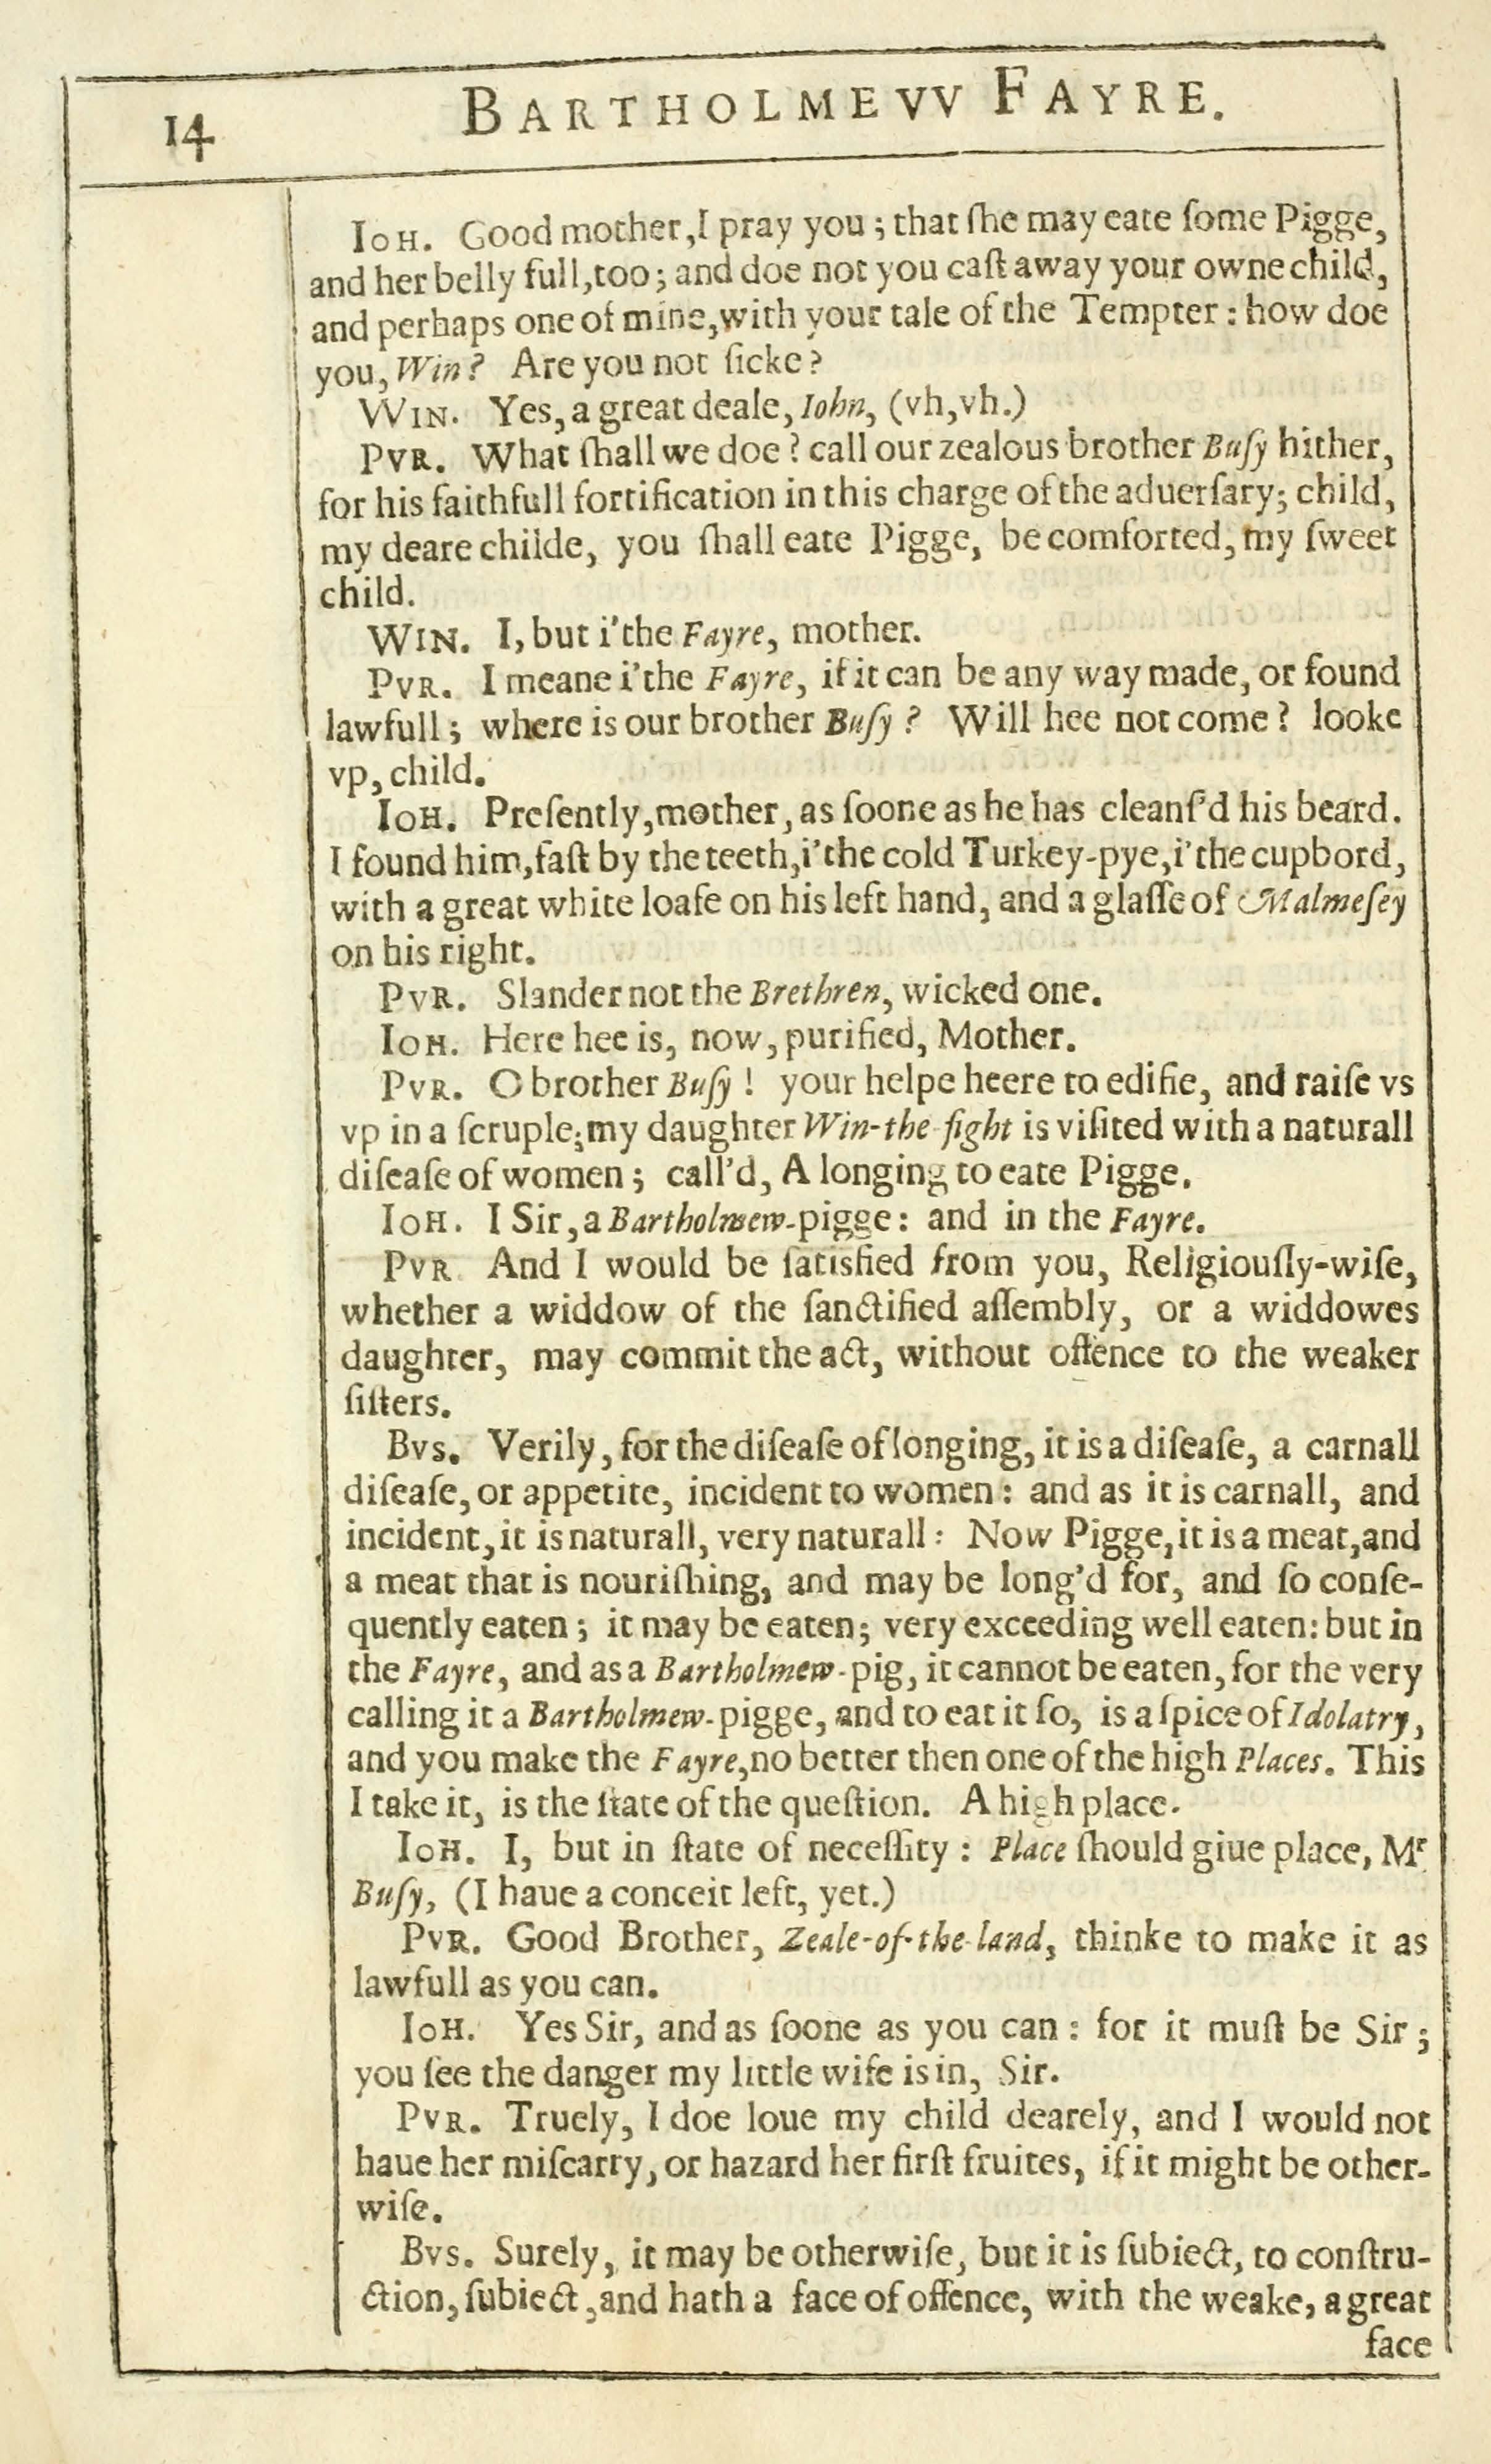 14
BARTHOLMEVV FAYRE.
IOH. Good mother, I pray you; that ſhe may eate ſome Pigge,
and her belly full, too; and doe not you caſt away your owne child,
and perhaps one of mine, with your tale of the Tempter: how doe
you, Win? Are you not ſicke?
VVIN. Yes, a great deale, Iohn, (vh, vh.)
PVR. What ſhall we doe? call our zealous brother Buſy hither,
for his faithfull fortification in this charge of the aduerſary; child,
my deare childe, you ſhall eate Pigge, be comforted, my ſweet
child.
WIN. I, but i'the Fayre, mother.
PVR. I meane i'the Fayre, if it can be any way made, or found
lawfull; where is our brother Buſy? Will hee not come? looke
vp, child.
IOH. Preſently, mother, as ſoone as he has cleanſ'd his beard.
I found him, faſt by the teeth, i'the cold Turkey-pye, i'the cupbord,
with a great white loafe on his left hand, and a glaſſe of Malmeſey
on his right.
PVR. Slander not the Brethren, wicked one.
IOH. Here hee is, now, purified, Mother.
PVR. O brother Buſy! your helpe heere to edifie, and raiſe vs
vp in a ſcruple; my daughter Win-the-fight is viſited with a naturall
diſeaſe of women; call'd, A longing to eate Pigge.
IOH. I Sir, a Bartholmew-pigge: and in the Fayre.
PVR And I would be ſatisfied from you, Religiouſly-wiſe,
whether a widdow of the ſanctified aſſembly, or a widdowes
daughter, may commit the act, without offence to the weaker
ſiſters.
BVS. Verily, for the diſeaſe of longing, it is a diſeaſe, a carnall
diſeaſe, or appetite, incident to women: and as it is carnall, and
incident, it is naturall, very naturall: Now Pigge, it is a meat, and
a meat that is nouriſhing, and may be long'd for, and ſo conſe-
quently eaten; it may be eaten; very exceeding well eaten: but in
the Fayre, and as a Bartholmew-pig, it cannot be eaten, for the very
calling it a Bartholmew-pigge, and to eat it ſo, is a ſpice of Idolatry,
and you make the Fayre, no better then one of the high Places. This
I take it, is the ſtate of the queſtion. A high place.
IOH. I, but in ſtate of neceſſity: Place ſhould giue place, Mr
Buſy, (I haue a conceit left, yet.)
PVR. Good Brother, Zeale-of-the-land, thinke to make it as
lawfull as you can.
IOH. Yes Sir, and as ſoone as you can: for it muſt be Sir;
you ſee the danger my little wife is in, Sir.
PVR. Truely, I doe loue my child dearely, and I would not
haue her miſcarry, or hazard her firſt fruites, if it might be other-
wiſe.
BVS. Surely, it may be otherwiſe, but it is ſubiect, to conſtru-
ction, ſubiect, and hath a face of offence, with the weake, a great
face